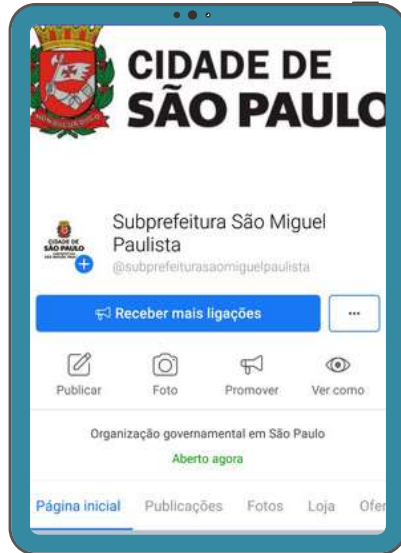 CIDADE DE
SÃO PAULO
Subprefeitura São Miguel
Paulista
@subprefeiturasaomiguelpaulista
Receber mais ligações
...
Publicar
Foto
Promover
Ver como
Organização governamental em São Paulo
Aberto agora
Página inicial
Publicações
Fotos
Loja
Ofer